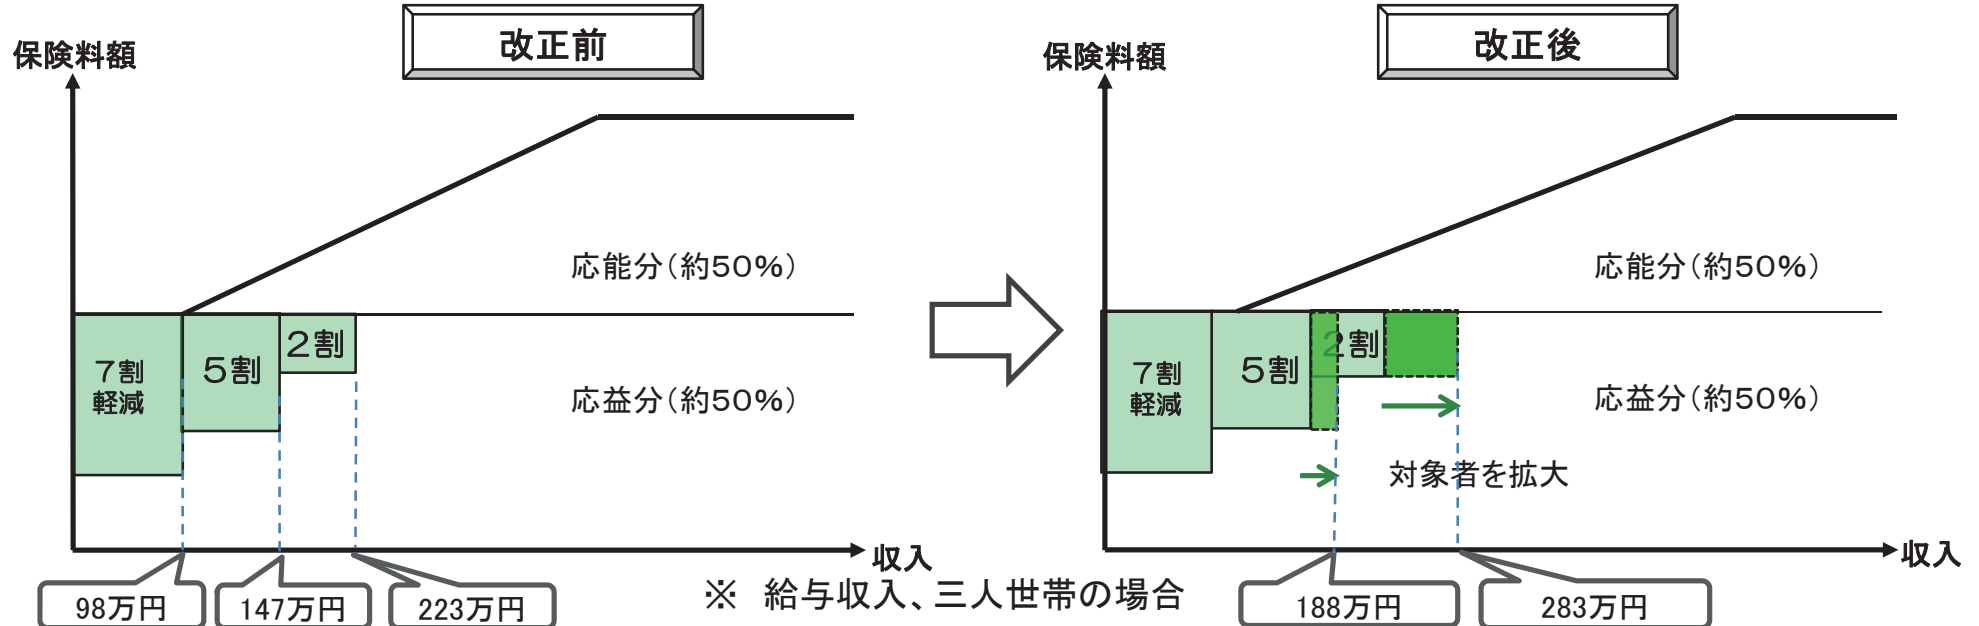 改正前
保険料額
応能分（約50%）
7割
軽減
5割
2割
応益分（約50%）
収入
98万円
147万円
223万円
※ 給与収入、三人世帯の場合
改正後
保険料額
応能分（約50%）
7割
軽減
5割
2割
応益分（約50%）
対象者を拡大
収入
188万円
283万円